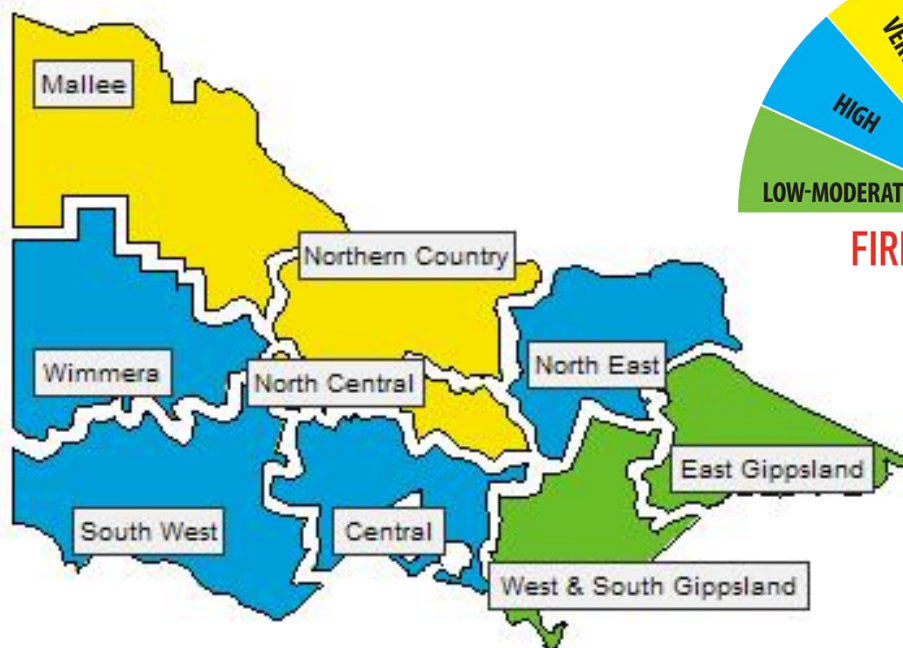 Mallee
HIGH
LOW-MODERAT
FIRE
Northern Country
Wimmera
North Central
North East
East Gippsland
South West
Central
West & South Gippsland